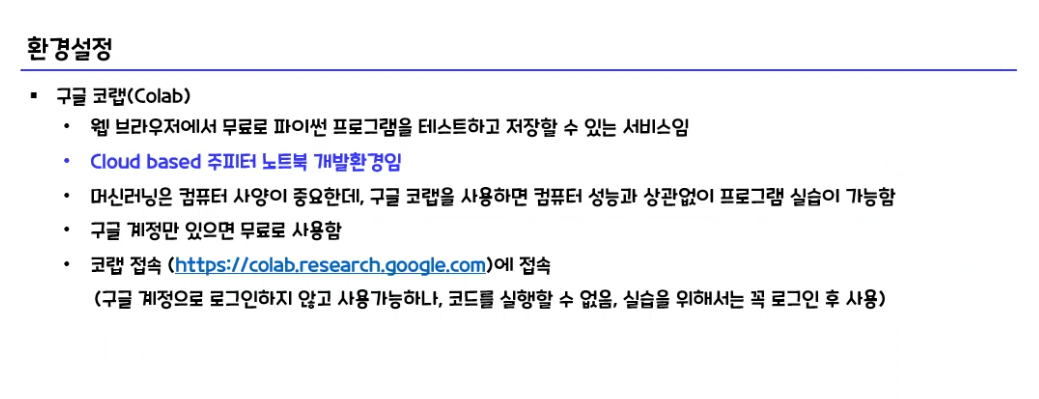 환경설정
▪ 구글 코랩(Colab)
• 웹 브라우저에서 무료로 파이썬 프로그램을 테스트하고 저장할 수 있는 서비스임
• Cloud based 주피터 노트북 개발환경임
• 머신러닝은 컴퓨터 사양이 중요한데, 구글 코랩을 사용하면 컴퓨터 성능과 상관없이 프로그램 실습이 가능함
• 구글 계정만 있으면 무료로 사용함
• 코랩 접속 (https://colab.research.google.com)에 접속
(구글 계정으로 로그인하지 않고 사용가능하나, 코드를 실행할 수 없음, 실습을 위해서는 꼭 로그인 후 사용)